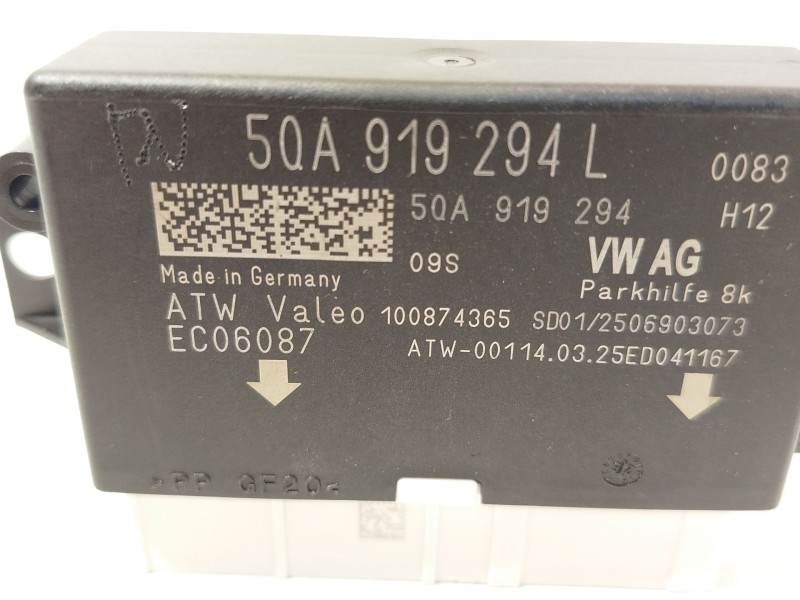 5QA 919 294 L 0083
5QA 919 294 H12
09S VW AG
Made in Germany Parkhilfe 8k
ATW Valeo 100874365 SD01/2506903073
EC06087 ATW-00114.03.25ED041167
>PP GF20<